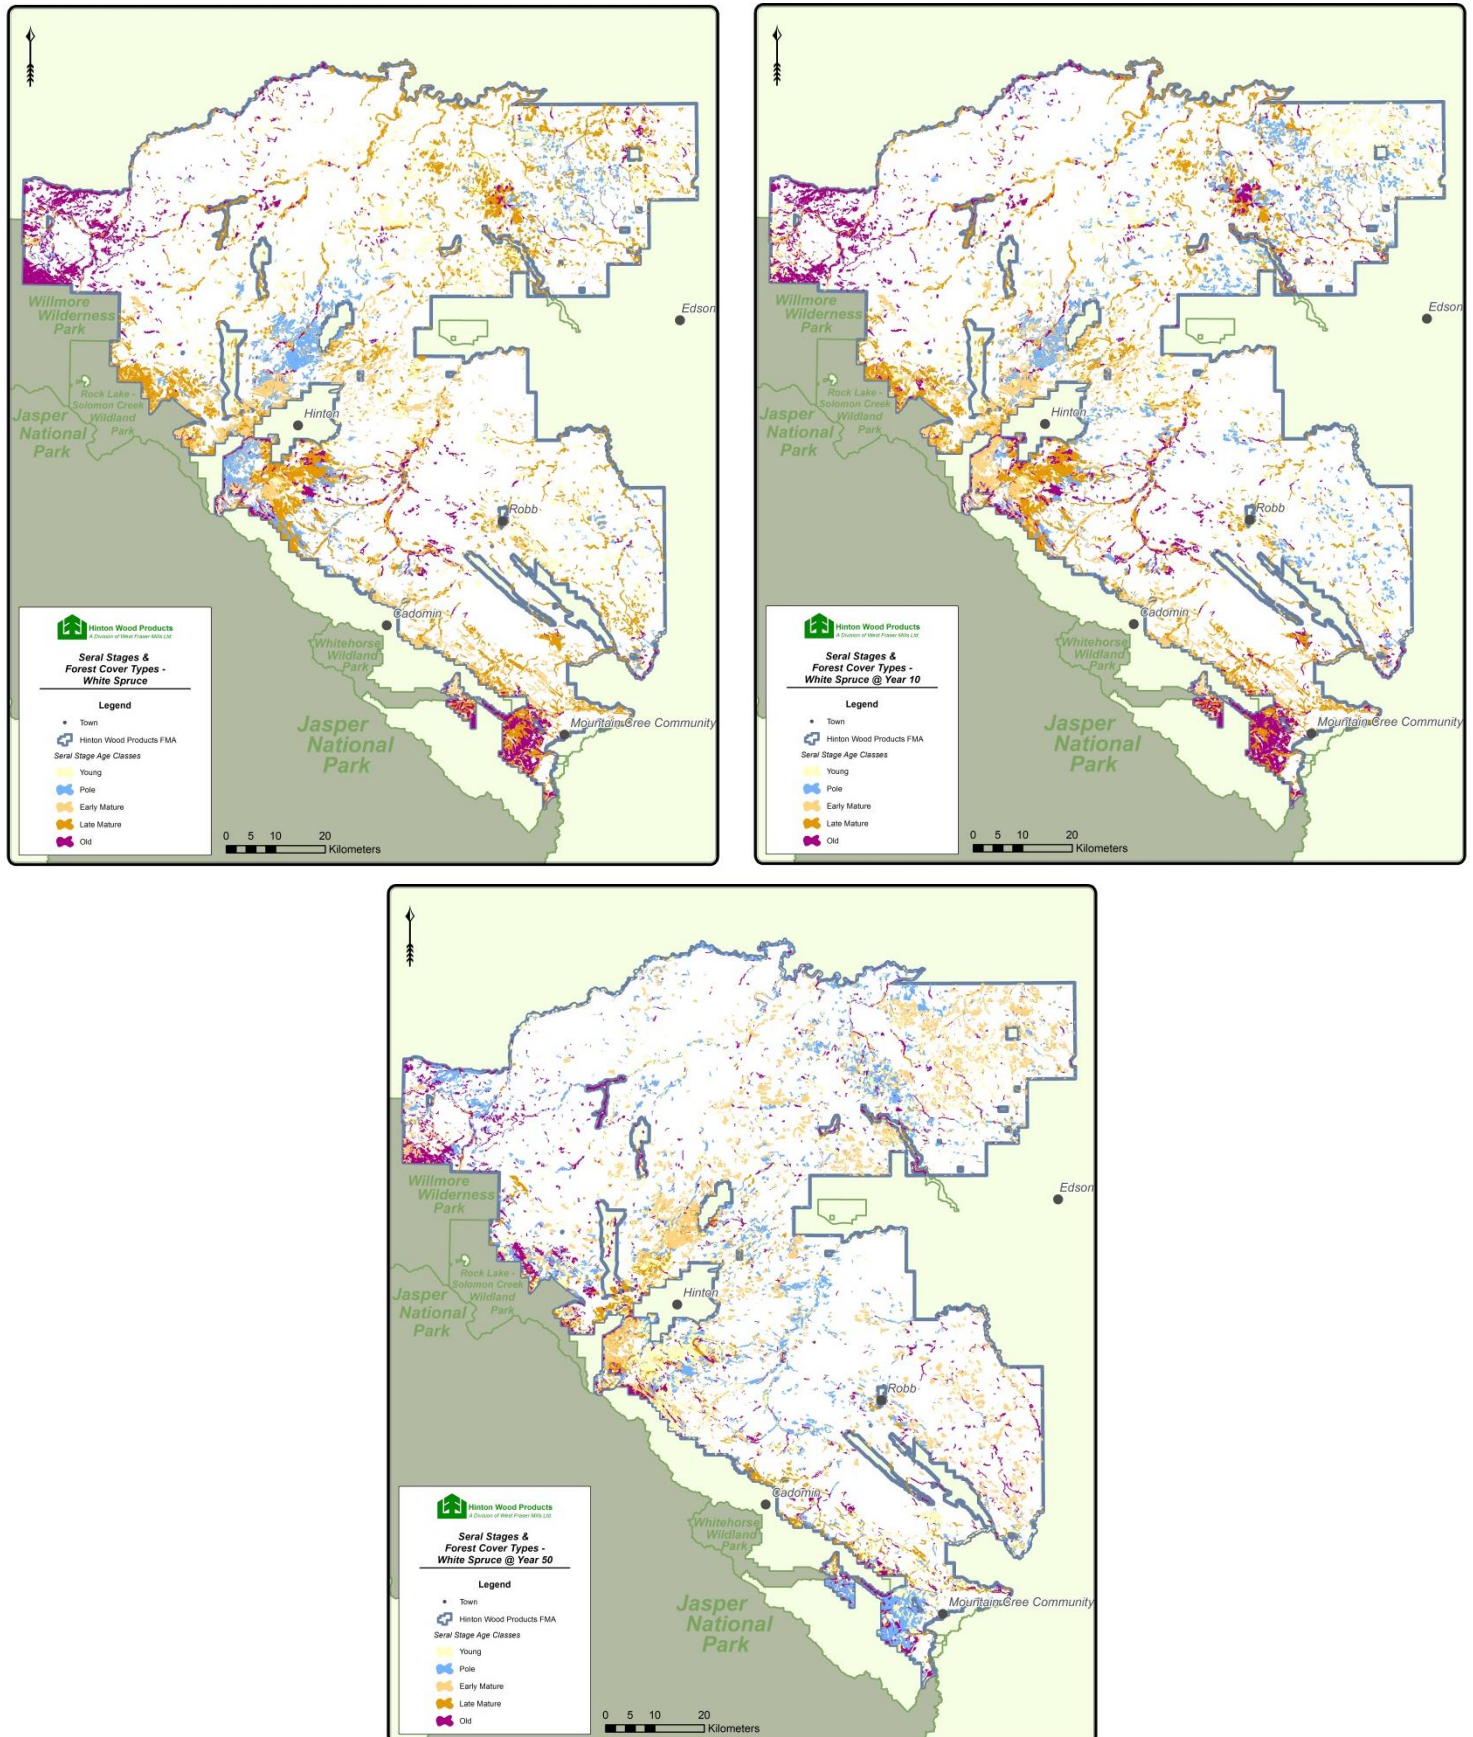 Edson
Willmore
Wilderness
Park
Rock Lake -
Solomon Creek
Wildland
Park
Jasper
National
Park
Hinton
Robb
Cadomin
Whitehorse
Wildland
Park
Jasper
National
Park
Mountain Cree Community
Hinton Wood Products
A Division of West Fraser Mills Ltd.
Seral Stages &
Forest Cover Types -
White Spruce
Legend
Town
Hinton Wood Products FMA
Seral Stage Age Classes
Young
Pole
Early Mature
Late Mature
Old
0 5 10 20
Kilometers
Edson
Willmore
Wilderness
Park
Rock Lake -
Solomon Creek
Wildland
Park
Jasper
National
Park
Hinton
Robb
Cadomin
Whitehorse
Wildland
Park
Jasper
National
Park
Mountain Cree Community
Hinton Wood Products
A Division of West Fraser Mills Ltd.
Seral Stages &
Forest Cover Types -
White Spruce @ Year 10
Legend
Town
Hinton Wood Products FMA
Seral Stage Age Classes
Young
Pole
Early Mature
Late Mature
Old
0 5 10 20
Kilometers
Edson
Willmore
Wilderness
Park
Rock Lake -
Solomon Creek
Wildland
Park
Jasper
National
Park
Hinton
Robb
Cadomin
Whitehorse
Wildland
Park
Jasper
National
Park
Mountain Cree Community
Hinton Wood Products
A Division of West Fraser Mills Ltd.
Seral Stages &
Forest Cover Types -
White Spruce @ Year 50
Legend
Town
Hinton Wood Products FMA
Seral Stage Age Classes
Young
Pole
Early Mature
Late Mature
Old
0 5 10 20
Kilometers